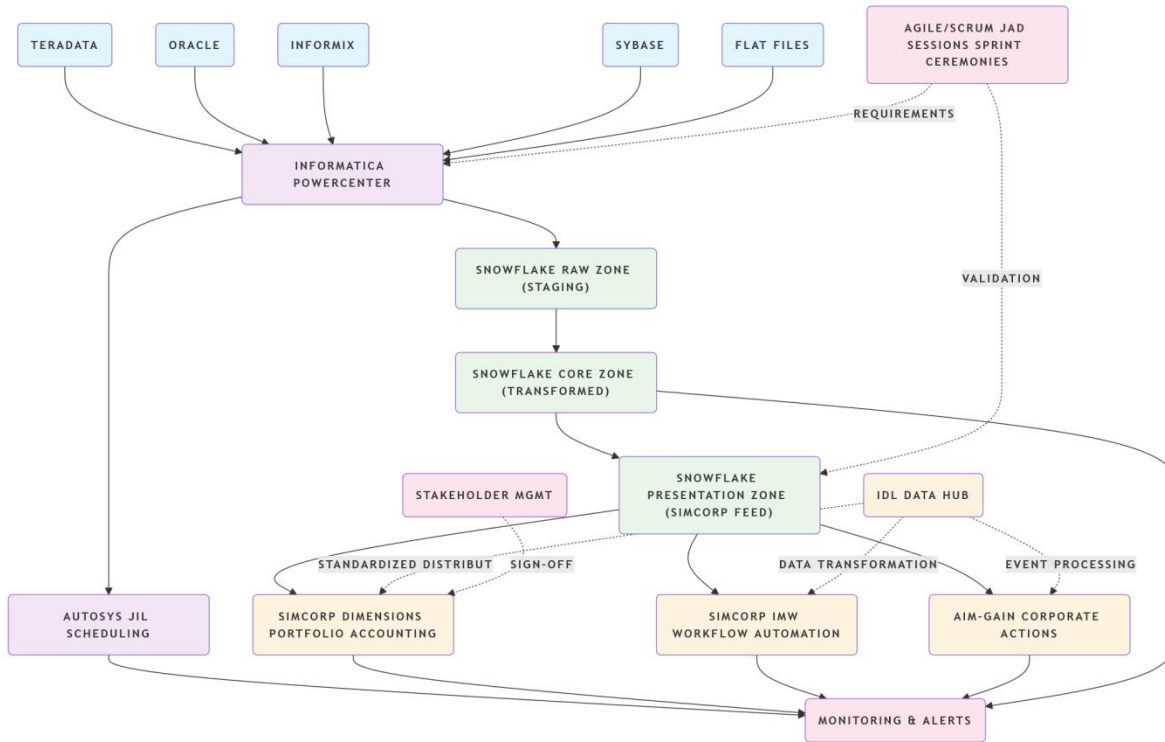 TERADATA
ORACLE
INFORMIX
SYBASE
FLAT FILES
AGILE/SCRUM JAD
SESSIONS SPRINT
CEREMONIES
REQUIREMENTS
INFORMATICA
POWERCENTER
SNOWFLAKE RAW ZONE
(STAGING)
VALIDATION
SNOWFLAKE CORE ZONE
(TRANSFORMED)
STAKEHOLDER MGMT
SNOWFLAKE
PRESENTATION ZONE
(SIMCORP FEED)
IDL DATA HUB
STANDARDIZED DISTRIBUT
SIGN-OFF
DATA TRANSFORMATION
EVENT PROCESSING
AUTOSYS JIL
SCHEDULING
SIMCORP DIMENSIONS
PORTFOLIO ACCOUNTING
SIMCORP IMW
WORKFLOW AUTOMATION
AIM-GAIN CORPORATE
ACTIONS
MONITORING & ALERTS